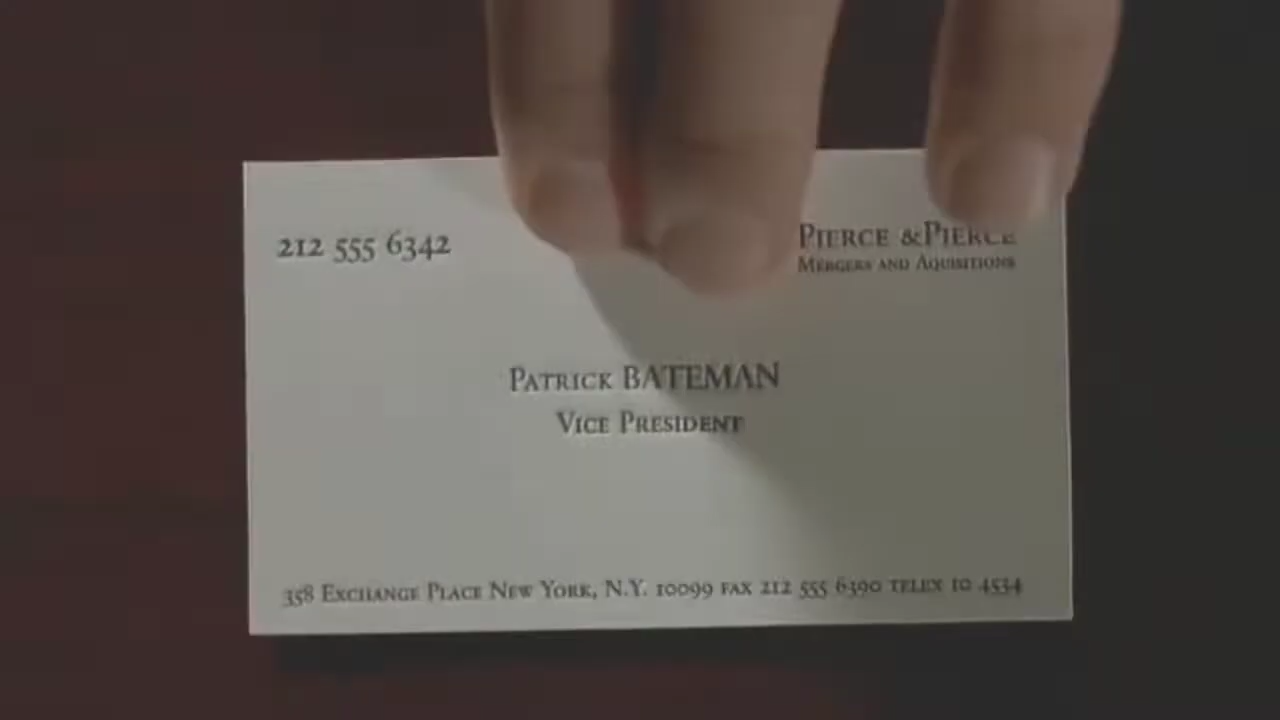 212 555 6342
PIERCE &PIERCE
MERGERS AND AQUISITIONS
PATRICK BATEMAN
VICE PRESIDENT
358 EXCHANGE PLACE NEW YORK, N.Y. 10099 FAX 212 555 6390 TELEX 10 4534